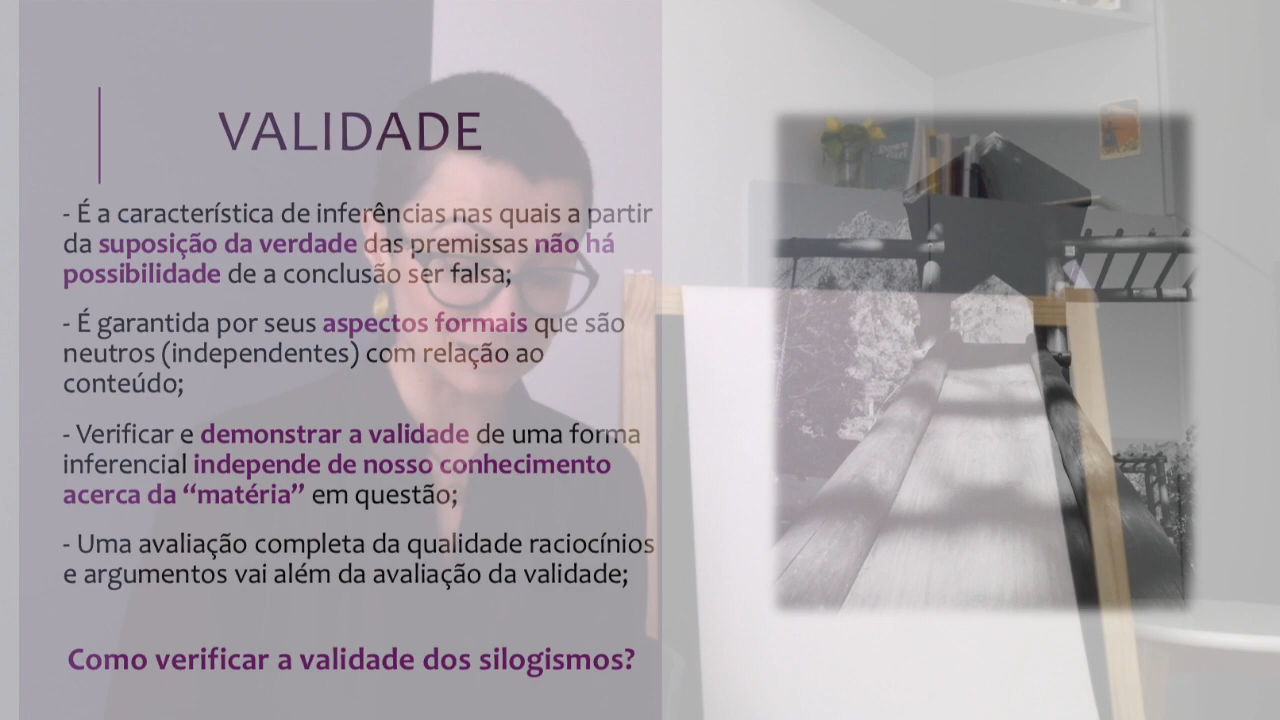 VALIDADE
- É a característica de inferências nas quais a partir
da suposição da verdade das premissas não há
possibilidade de a conclusão ser falsa;
- É garantida por seus aspectos formais que são
neutros (independentes) com relação ao
conteúdo;
- Verificar e demonstrar a validade de uma forma
inferencial independe de nosso conhecimento
acerca da “matéria” em questão;
- Uma avaliação completa da qualidade raciocínios
e argumentos vai além da avaliação da validade;
Como verificar a validade dos silogismos?